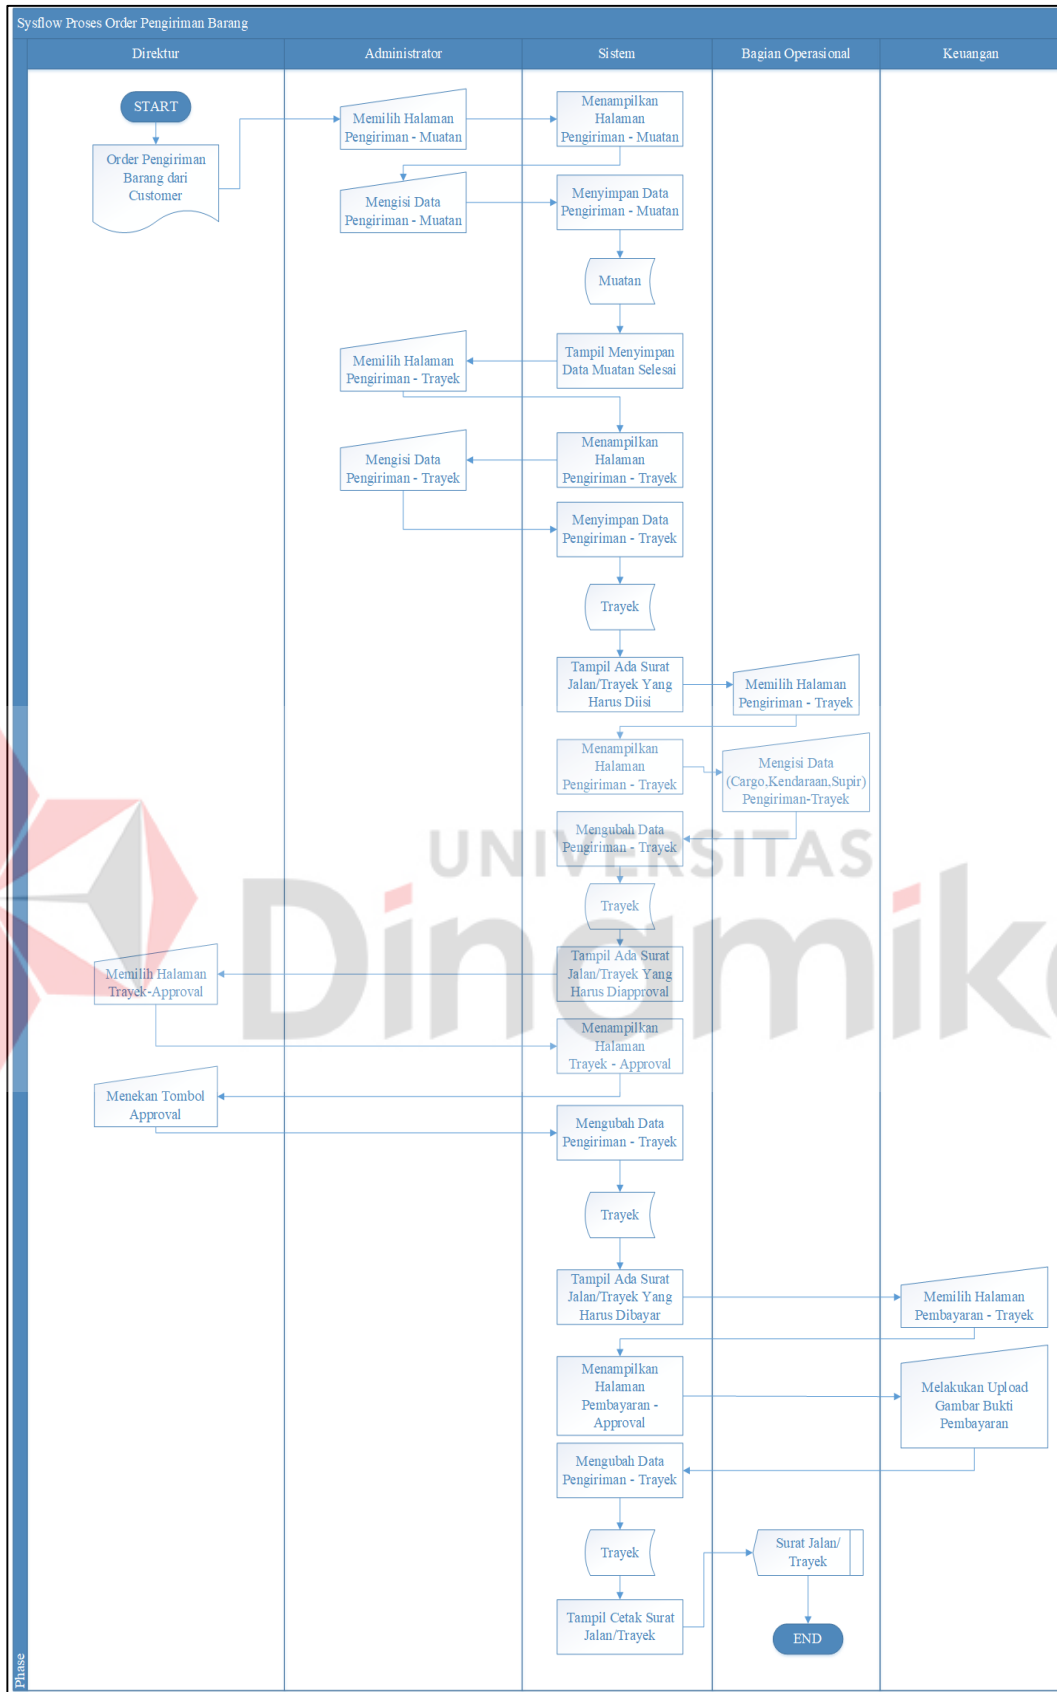 Sysflow Proses Order Pengiriman Barang
Direktur
Administrator
Sistem
Bagian Operasional
Keuangan
START
Order Pengiriman
Barang dari
Customer
Memilih Halaman
Pengiriman - Muatan
Menampilkan
Halaman
Pengiriman - Muatan
Mengisi Data
Pengiriman - Muatan
Menyimpan Data
Pengiriman - Muatan
Muatan
Tampil Menyimpan
Data Muatan Selesai
Memilih Halaman
Pengiriman - Trayek
Menampilkan
Halaman
Pengiriman - Trayek
Mengisi Data
Pengiriman - Trayek
Menyimpan Data
Pengiriman - Trayek
Trayek
Tampil Ada Surat
Jalan/Trayek Yang
Harus Diisi
Memilih Halaman
Pengiriman - Trayek
Menampilkan
Halaman
Pengiriman - Trayek
Mengisi Data
(Cargo,Kendaraan,Supir)
Pengiriman-Trayek
Mengubah Data
Pengiriman - Trayek
UNIVERSITAS
Dinamika
Trayek
Tampil Ada Surat
Jalan/Trayek Yang
Harus Diapproval
Memilih Halaman
Trayek-Approval
Menampilkan
Halaman
Trayek - Approval
Menekan Tombol
Approval
Mengubah Data
Pengiriman - Trayek
Trayek
Tampil Ada Surat
Jalan/Trayek Yang
Harus Dibayar
Memilih Halaman
Pembayaran - Trayek
Menampilkan
Halaman
Pembayaran -
Approval
Melakukan Upload
Gambar Bukti
Pembayaran
Mengubah Data
Pengiriman - Trayek
Trayek
Tampil Cetak Surat
Jalan/Trayek
Surat Jalan/
Trayek
END
Phase